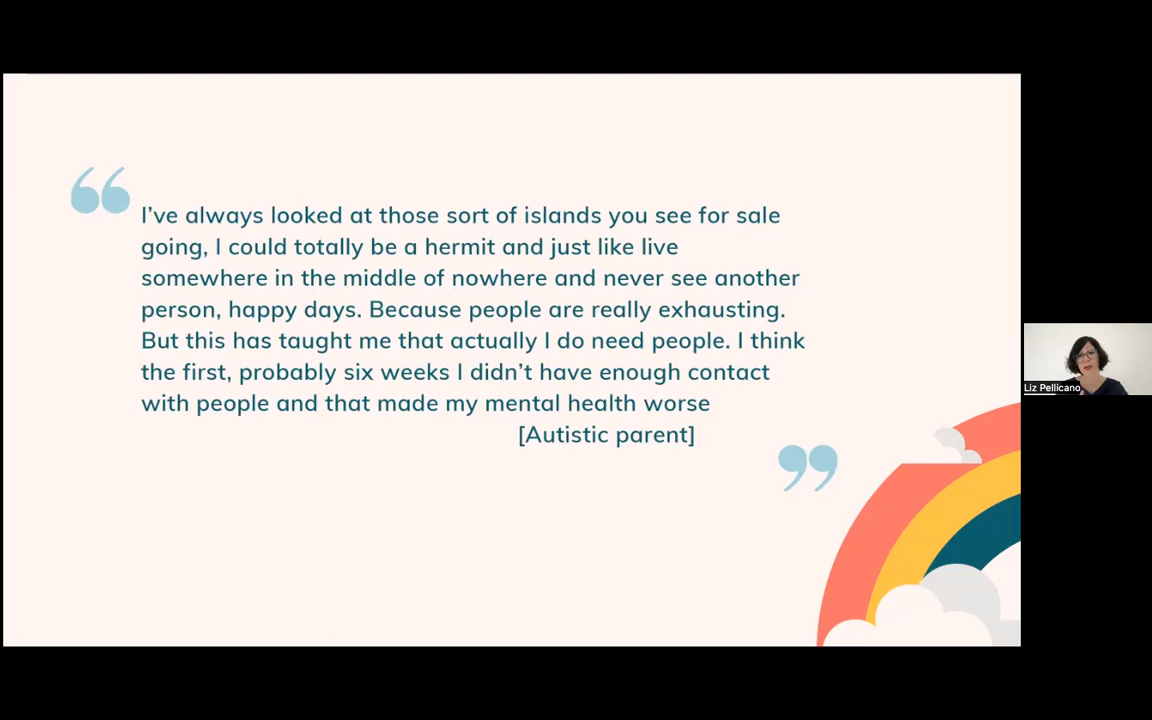 “
I’ve always looked at those sort of islands you see for sale
going, I could totally be a hermit and just like live
somewhere in the middle of nowhere and never see another
person, happy days. Because people are really exhausting.
But this has taught me that actually I do need people. I think
the first, probably six weeks I didn’t have enough contact
with people and that made my mental health worse
[Autistic parent]
”
Liz Pellicano